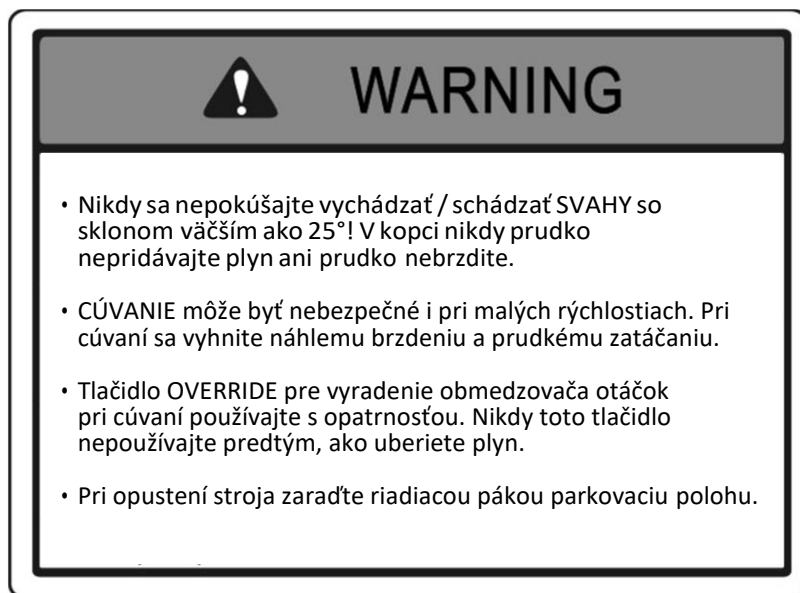 WARNING
• Nikdy sa nepokúšajte vychádzať / schádzať SVAHY so
sklonom väčším ako 25°! V kopci nikdy prudko
nepridávajte plyn ani prudko nebrzdite.
• CÚVANIE môže byť nebezpečné i pri malých rýchlostiach. Pri
cúvaní sa vyhnite náhlemu brzdeniu a prudkému zatáčaniu.
• Tlačidlo OVERRIDE pre vyradenie obmedzovača otáčok
pri cúvaní používajte s opatrnosťou. Nikdy toto tlačidlo
nepoužívajte predtým, ako uberiete plyn.
• Pri opustení stroja zaraďte riadiacou pákou parkovaciu polohu.